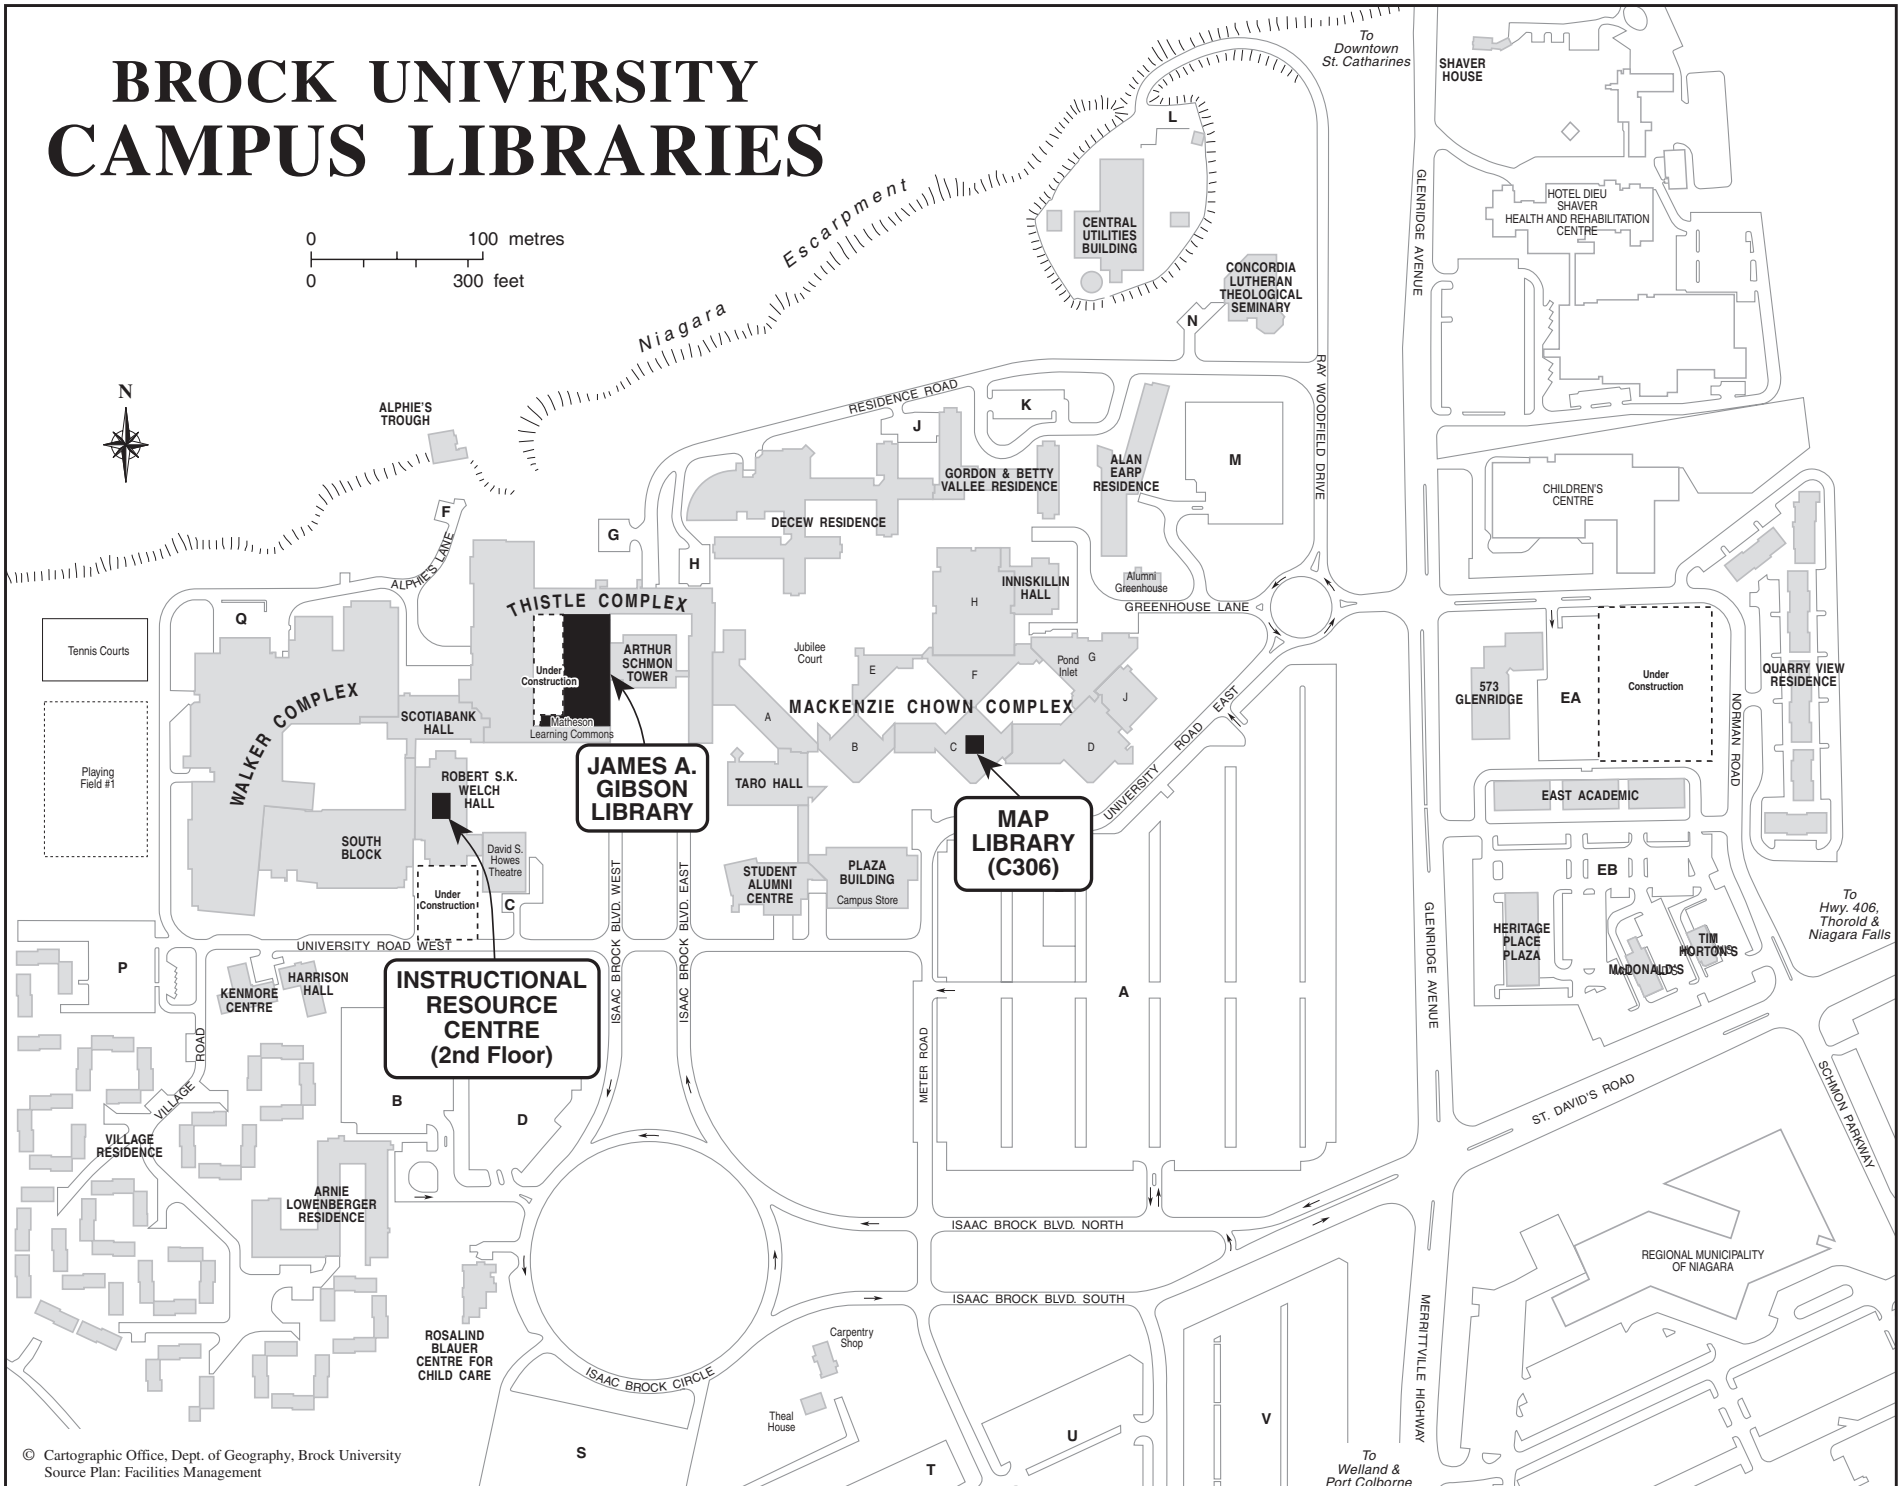 BROCK UNIVERSITY
CAMPUS LIBRARIES
0 100 metres
0 300 feet
N
Niagara Escarpment
To
Downtown
St. Catharines
SHAVER
HOUSE
L
CENTRAL
UTILITIES
BUILDING
CONCORDIA
LUTHERAN
THEOLOGICAL
SEMINARY
N
GLENRIDGE AVENUE
HOTEL DIEU
SHAVER
HEALTH AND REHABILITATION
CENTRE
RAY WOODFIELD DRIVE
RESIDENCE ROAD
K
J
M
ALPHIE'S
TROUGH
F
ALPHIE'S LANE
G
H
GORDON & BETTY
VALLEE RESIDENCE
ALAN
EARP
RESIDENCE
DECEW RESIDENCE
CHILDREN'S
CENTRE
Alumni
Greenhouse
GREENHOUSE LANE
INNISKILLIN
HALL
H
THISTLE COMPLEX
Q
Tennis Courts
Playing
Field #1
WALKER COMPLEX
SCOTIABANK
HALL
Under
Construction
ARTHUR
SCHMON
TOWER
Matheson
Learning Commons
Jubilee
Court
E
F
Pond
Inlet
G
J
MACKENZIE CHOWN COMPLEX
A
B
C
D
UNIVERSITY ROAD EAST
573
GLENRIDGE
EA
Under
Construction
QUARRY VIEW
RESIDENCE
NORMAN ROAD
EAST ACADEMIC
JAMES A.
GIBSON
LIBRARY
TARO HALL
MAP
LIBRARY
(C306)
ROBERT S.K.
WELCH
HALL
SOUTH
BLOCK
David S.
Howes
Theatre
Under
Construction
C
STUDENT
ALUMNI
CENTRE
PLAZA
BUILDING
Campus Store
ISAAC BROCK BLVD. WEST
ISAAC BROCK BLVD. EAST
EB
GLENRIDGE AVENUE
HERITAGE
PLACE
PLAZA
TIM
HORTON'S
McDONALD'S
To
Hwy. 406,
Thorold &
Niagara Falls
UNIVERSITY ROAD WEST
P
KENMORE
CENTRE
HARRISON
HALL
INSTRUCTIONAL
RESOURCE
CENTRE
(2nd Floor)
ISAAC BROCK BLVD. WEST
ISAAC BROCK BLVD. EAST
A
METER ROAD
VILLAGE ROAD
B
D
VILLAGE
RESIDENCE
ST. DAVID'S ROAD
SCHMON PARKWAY
ARNIE
LOWENBERGER
RESIDENCE
ISAAC BROCK BLVD. NORTH
REGIONAL MUNICIPALITY
OF NIAGARA
ISAAC BROCK BLVD. SOUTH
MERRITTVILLE HIGHWAY
ROSALIND
BLAUER
CENTRE FOR
CHILD CARE
Carpentry
Shop
ISAAC BROCK CIRCLE
Theal
House
S
T
U
V
To
Welland &
Port Colborne
© Cartographic Office, Dept. of Geography, Brock University
Source Plan: Facilities Management